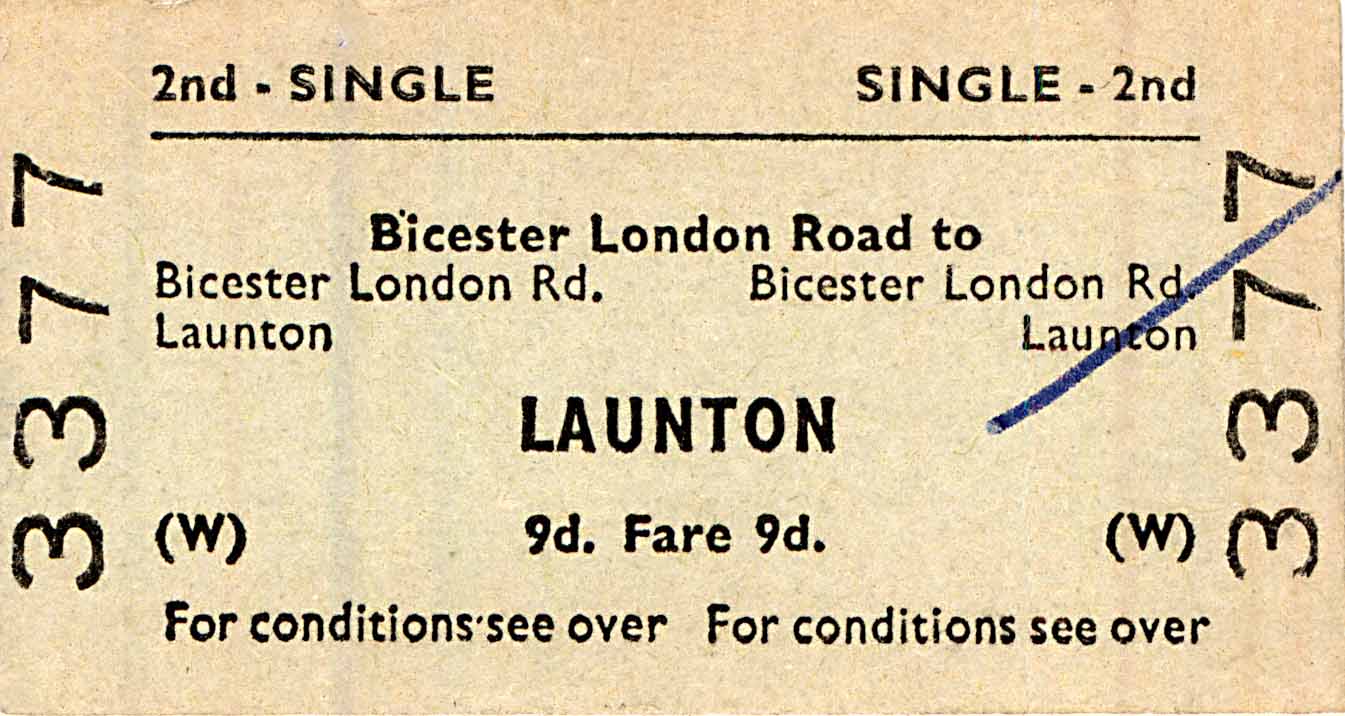 2nd - SINGLE SINGLE - 2nd
Bicester London Road to
Bicester London Rd. Bicester London Rd.
Launton Launton
LAUNTON
(W) 9d. Fare 9d. (W)
For conditions see over For conditions see over
3377
3377